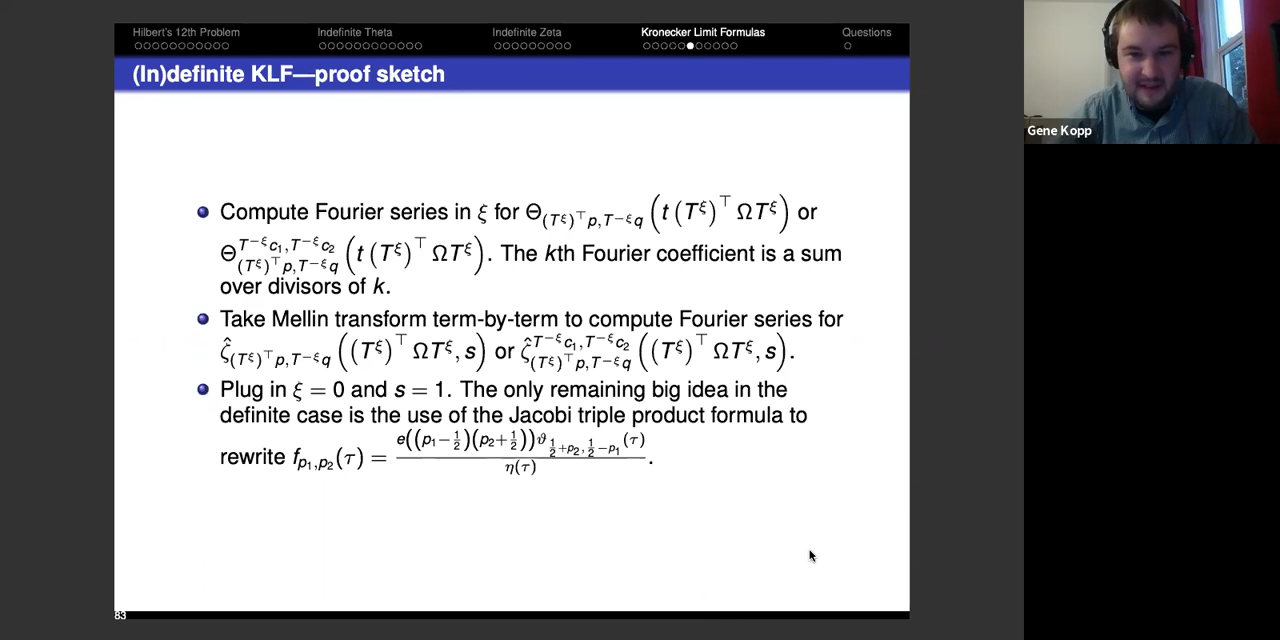 Hilbert's 12th Problem Indefinite Theta Indefinite Zeta Kronecker Limit Formulas Questions
(In)definite KLF—proof sketch
Compute Fourier series in ξ for Θ_{(T^ξ)^⊤p,T^{−ξ}q}(t(T^ξ)^⊤ΩT^ξ) or
Θ^{T^{−ξ}c_1,T^{−ξ}c_2}_{(T^ξ)^⊤p,T^{−ξ}q}(t(T^ξ)^⊤ΩT^ξ). The kth Fourier coefficient is a sum
over divisors of k.
Take Mellin transform term-by-term to compute Fourier series for
ζ̂_{(T^ξ)^⊤p,T^{−ξ}q}((T^ξ)^⊤ΩT^ξ, s) or ζ̂^{T^{−ξ}c_1,T^{−ξ}c_2}_{(T^ξ)^⊤p,T^{−ξ}q}((T^ξ)^⊤ΩT^ξ, s).
Plug in ξ = 0 and s = 1. The only remaining big idea in the
definite case is the use of the Jacobi triple product formula to
rewrite f_{p_1,p_2}(τ) = \frac{e((p_1−\frac{1}{2})(p_2+\frac{1}{2}))ϑ_{\frac{1}{2}+p_2,\frac{1}{2}−p_1}(τ)}{η(τ)}.
83
Gene Kopp